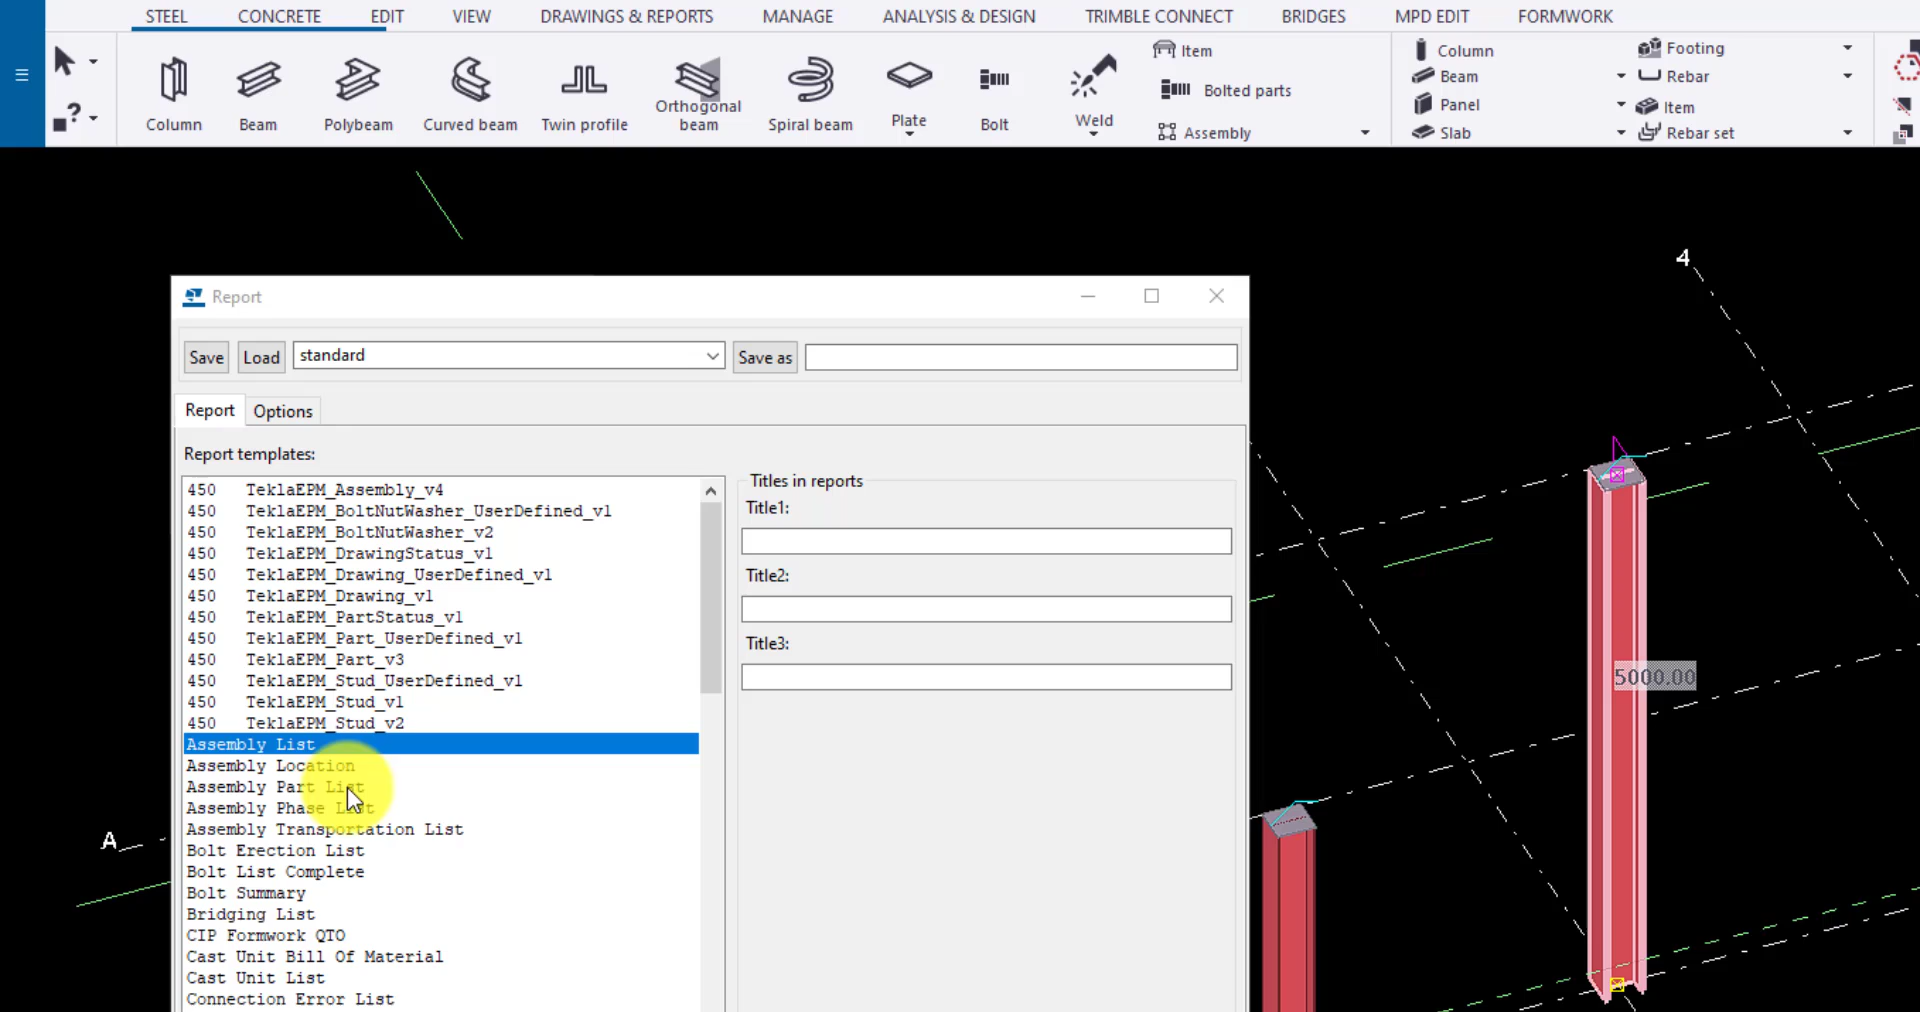 STEEL CONCRETE EDIT VIEW DRAWINGS & REPORTS MANAGE ANALYSIS & DESIGN TRIMBLE CONNECT BRIDGES MPD EDIT FORMWORK
Column
Beam
Polybeam
Curved beam
Twin profile
Orthogonal
beam
Spiral beam
Plate
Bolt
Weld
Item
Bolted parts
Assembly
Column
Beam
Panel
Slab
Footing
Rebar
Item
Rebar set
4
Report
Save Load standard Save as
Report Options
Report templates:
450 TeklaEPM_Assembly_v4
450 TeklaEPM_BoltNutWasher_UserDefined_v1
450 TeklaEPM_BoltNutWasher_v2
450 TeklaEPM_DrawingStatus_v1
450 TeklaEPM_Drawing_UserDefined_v1
450 TeklaEPM_Drawing_v1
450 TeklaEPM_PartStatus_v1
450 TeklaEPM_Part_UserDefined_v1
450 TeklaEPM_Part_v3
450 TeklaEPM_Stud_UserDefined_v1
450 TeklaEPM_Stud_v1
450 TeklaEPM_Stud_v2
Assembly List
Assembly Location
Assembly Part List
Assembly Phase List
Assembly Transportation List
Bolt Erection List
Bolt List Complete
Bolt Summary
Bridging List
CIP Formwork QTO
Cast Unit Bill Of Material
Cast Unit List
Connection Error List
Titles in reports
Title1:
Title2:
Title3:
5000.00
A